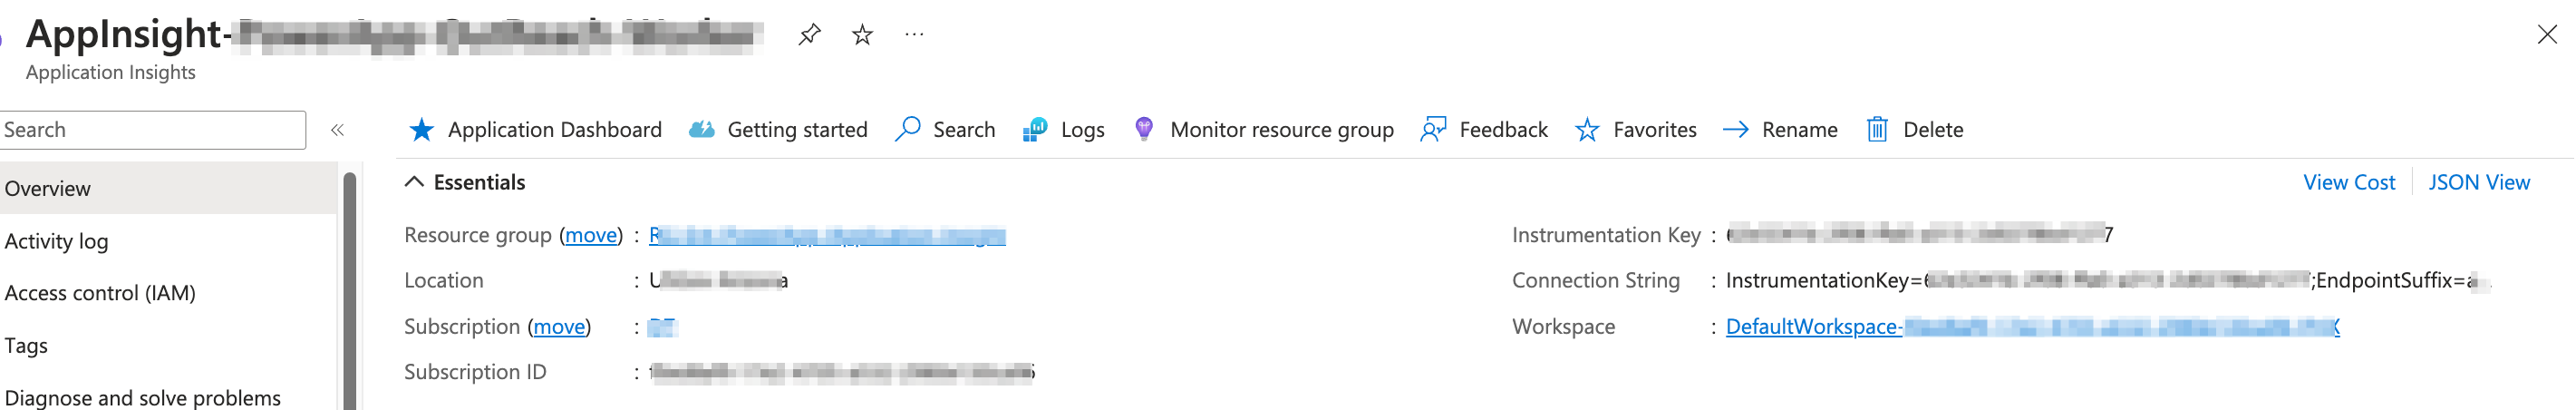 AppInsight-
Application Insights
Search
Application Dashboard Getting started Search Logs Monitor resource group Feedback Favorites Rename Delete
Overview
Activity log
Access control (IAM)
Tags
Diagnose and solve problems
Essentials
View Cost JSON View
Resource group (move) :
Location :
Subscription (move) :
Subscription ID :
Instrumentation Key :
Connection String : InstrumentationKey= ;EndpointSuffix=
Workspace : DefaultWorkspace-